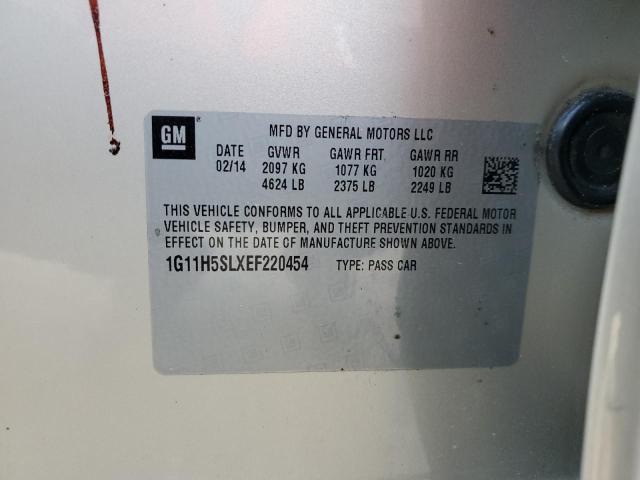 GM
MFD BY GENERAL MOTORS LLC
DATE GVWR GAWR FRT GAWR RR
02/14 2097 KG 1077 KG 1020 KG
4624 LB 2375 LB 2249 LB
THIS VEHICLE CONFORMS TO ALL APPLICABLE U.S. FEDERAL MOTOR
VEHICLE SAFETY, BUMPER, AND THEFT PREVENTION STANDARDS IN
EFFECT ON THE DATE OF MANUFACTURE SHOWN ABOVE.
1G11H5SLXEF220454 TYPE: PASS CAR